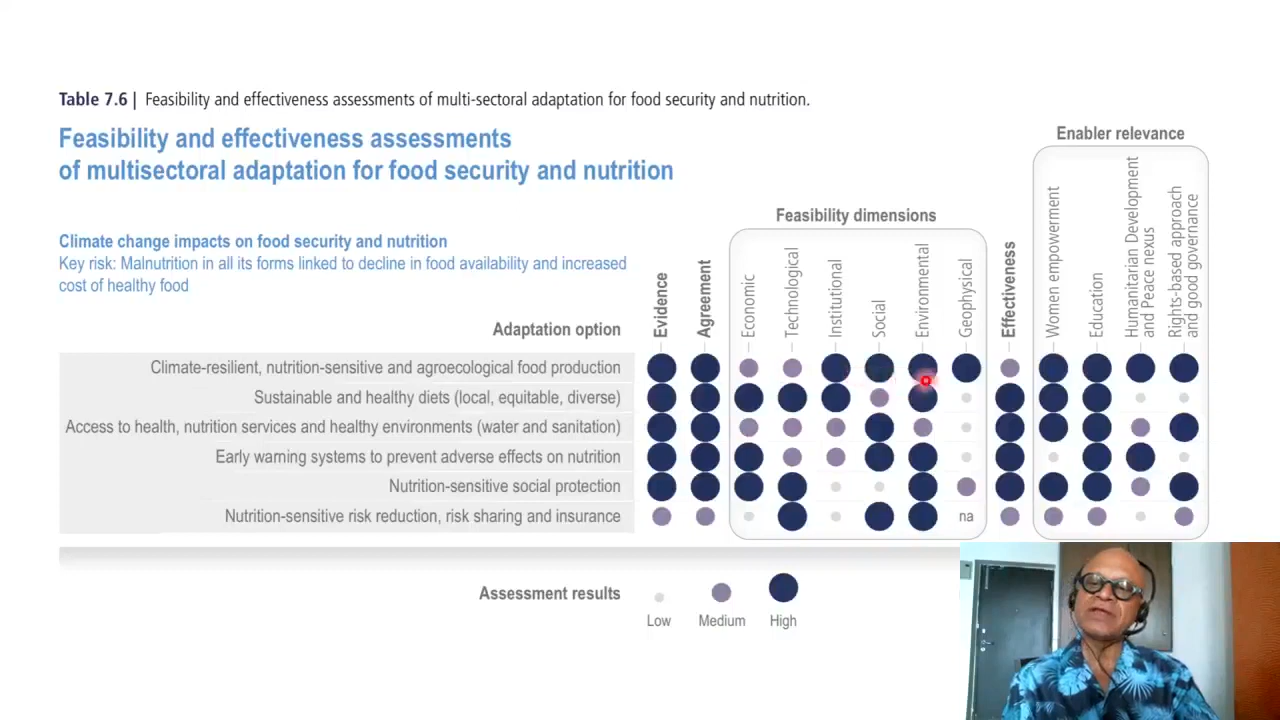 Table 7.6 | Feasibility and effectiveness assessments of multi-sectoral adaptation for food security and nutrition.
Feasibility and effectiveness assessments
of multisectoral adaptation for food security and nutrition
Climate change impacts on food security and nutrition
Key risk: Malnutrition in all its forms linked to decline in food availability and increased
cost of healthy food
Adaptation option
Evidence
Agreement
Feasibility dimensions
Economic
Technological
Institutional
Social
Environmental
Geophysical
Effectiveness
Enabler relevance
Women empowerment
Education
Humanitarian Development
and Peace nexus
Rights-based approach
and good governance
Climate-resilient, nutrition-sensitive and agroecological food production
Sustainable and healthy diets (local, equitable, diverse)
Access to health, nutrition services and healthy environments (water and sanitation)
Early warning systems to prevent adverse effects on nutrition
Nutrition-sensitive social protection
Nutrition-sensitive risk reduction, risk sharing and insurance
na
Assessment results
Low
Medium
High